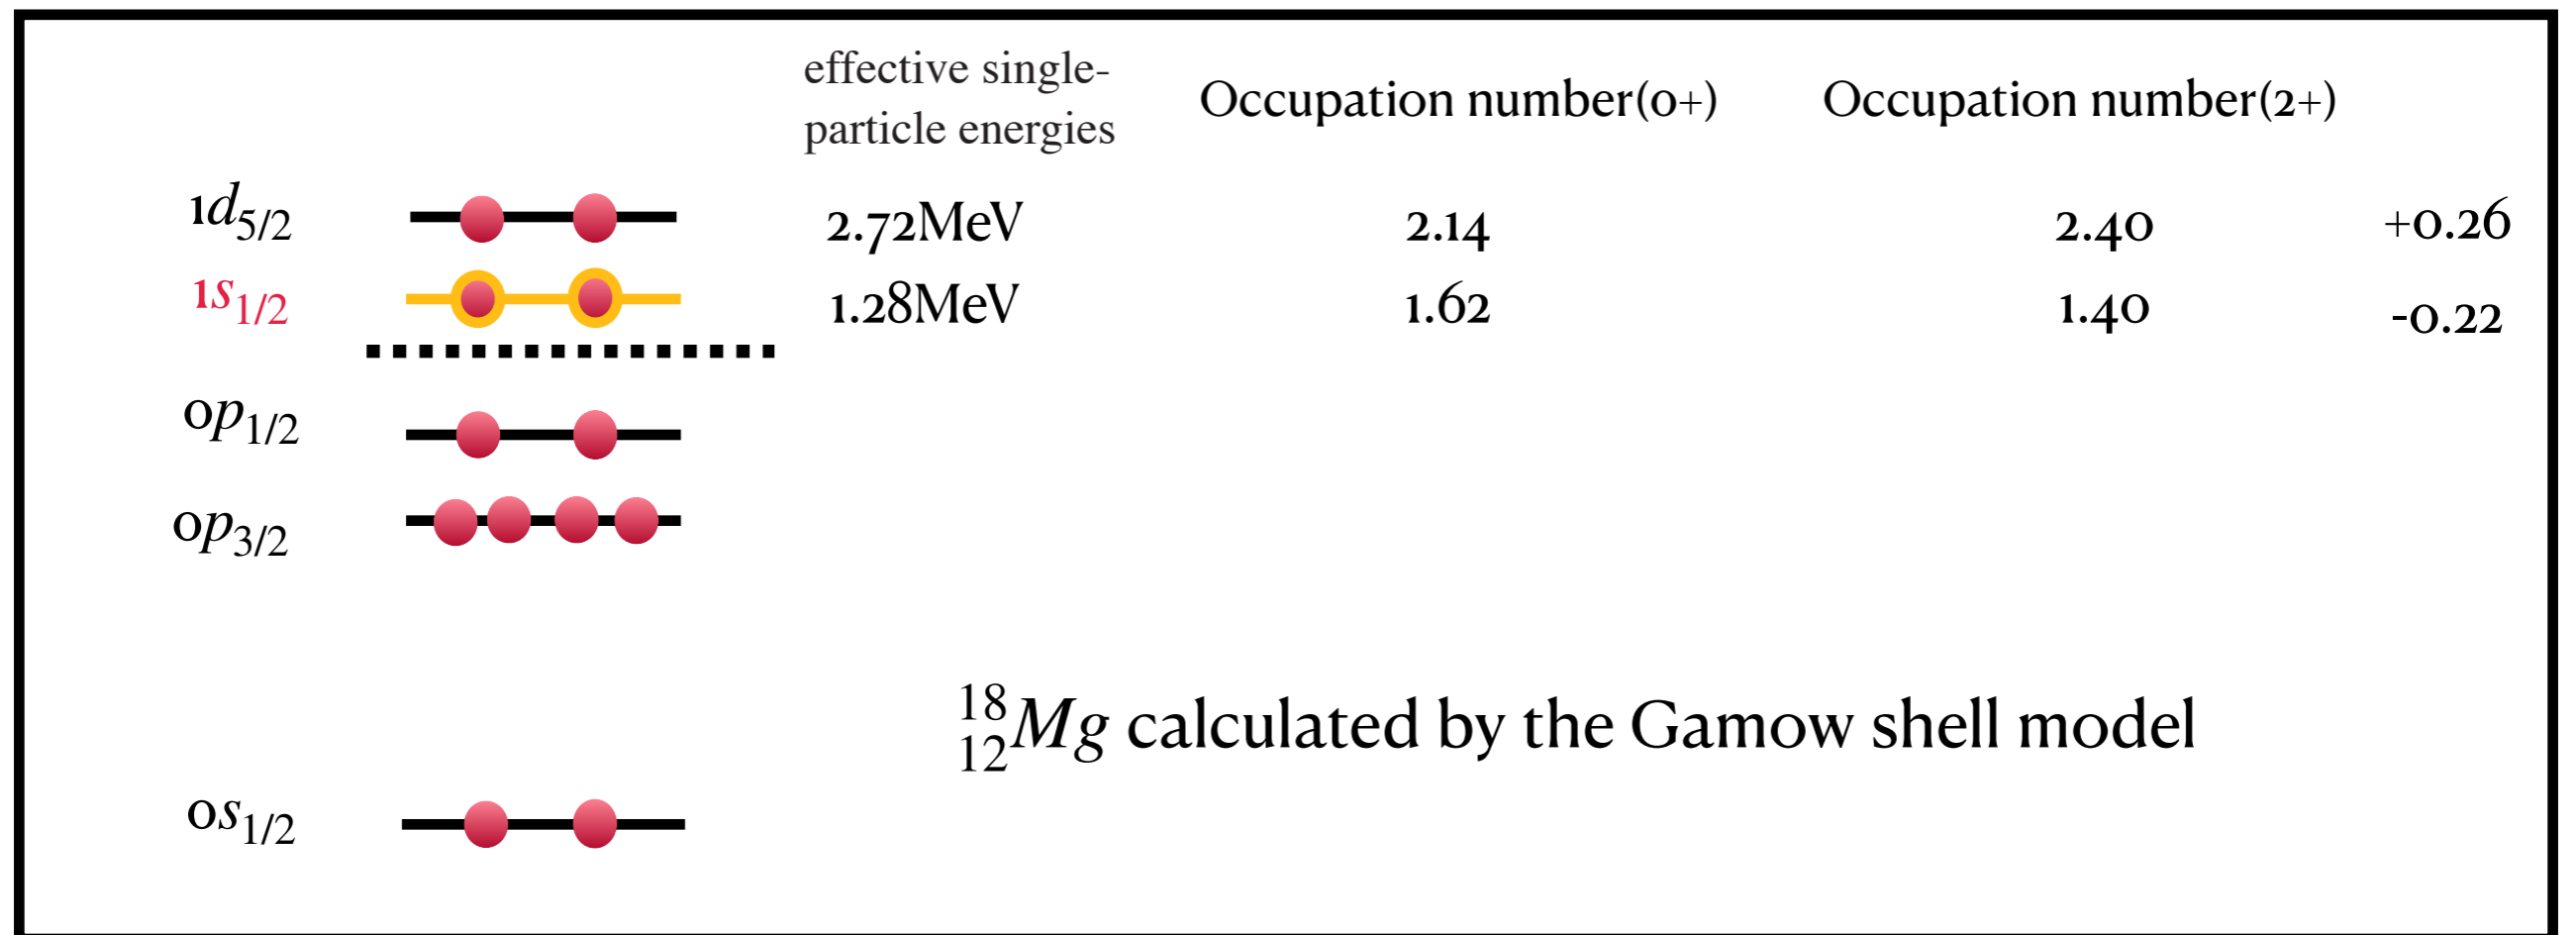 effective single-
particle energies
Occupation number(0+)
Occupation number(2+)
1d5/2 2.72MeV 2.14 2.40 +0.26
1s1/2 1.28MeV 1.62 1.40 -0.22
0p1/2
0p3/2
18
12Mg calculated by the Gamow shell model
0s1/2